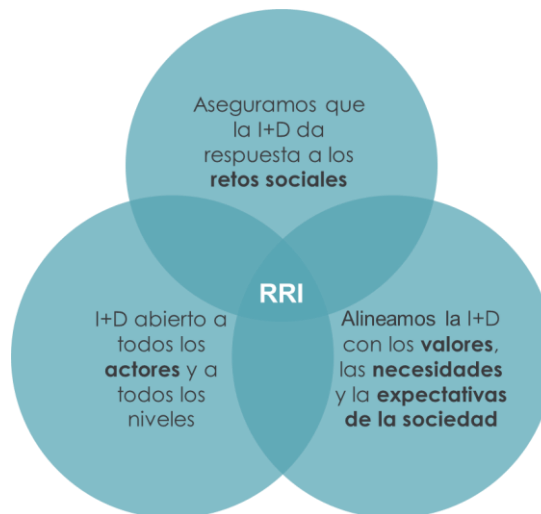 Aseguramos que
la I+D da
respuesta a los
retos sociales
RRI
I+D abierto a
todos los
actores y a
todos los
niveles
Alineamos la I+D
con los valores,
las necesidades
y la expectativas
de la sociedad